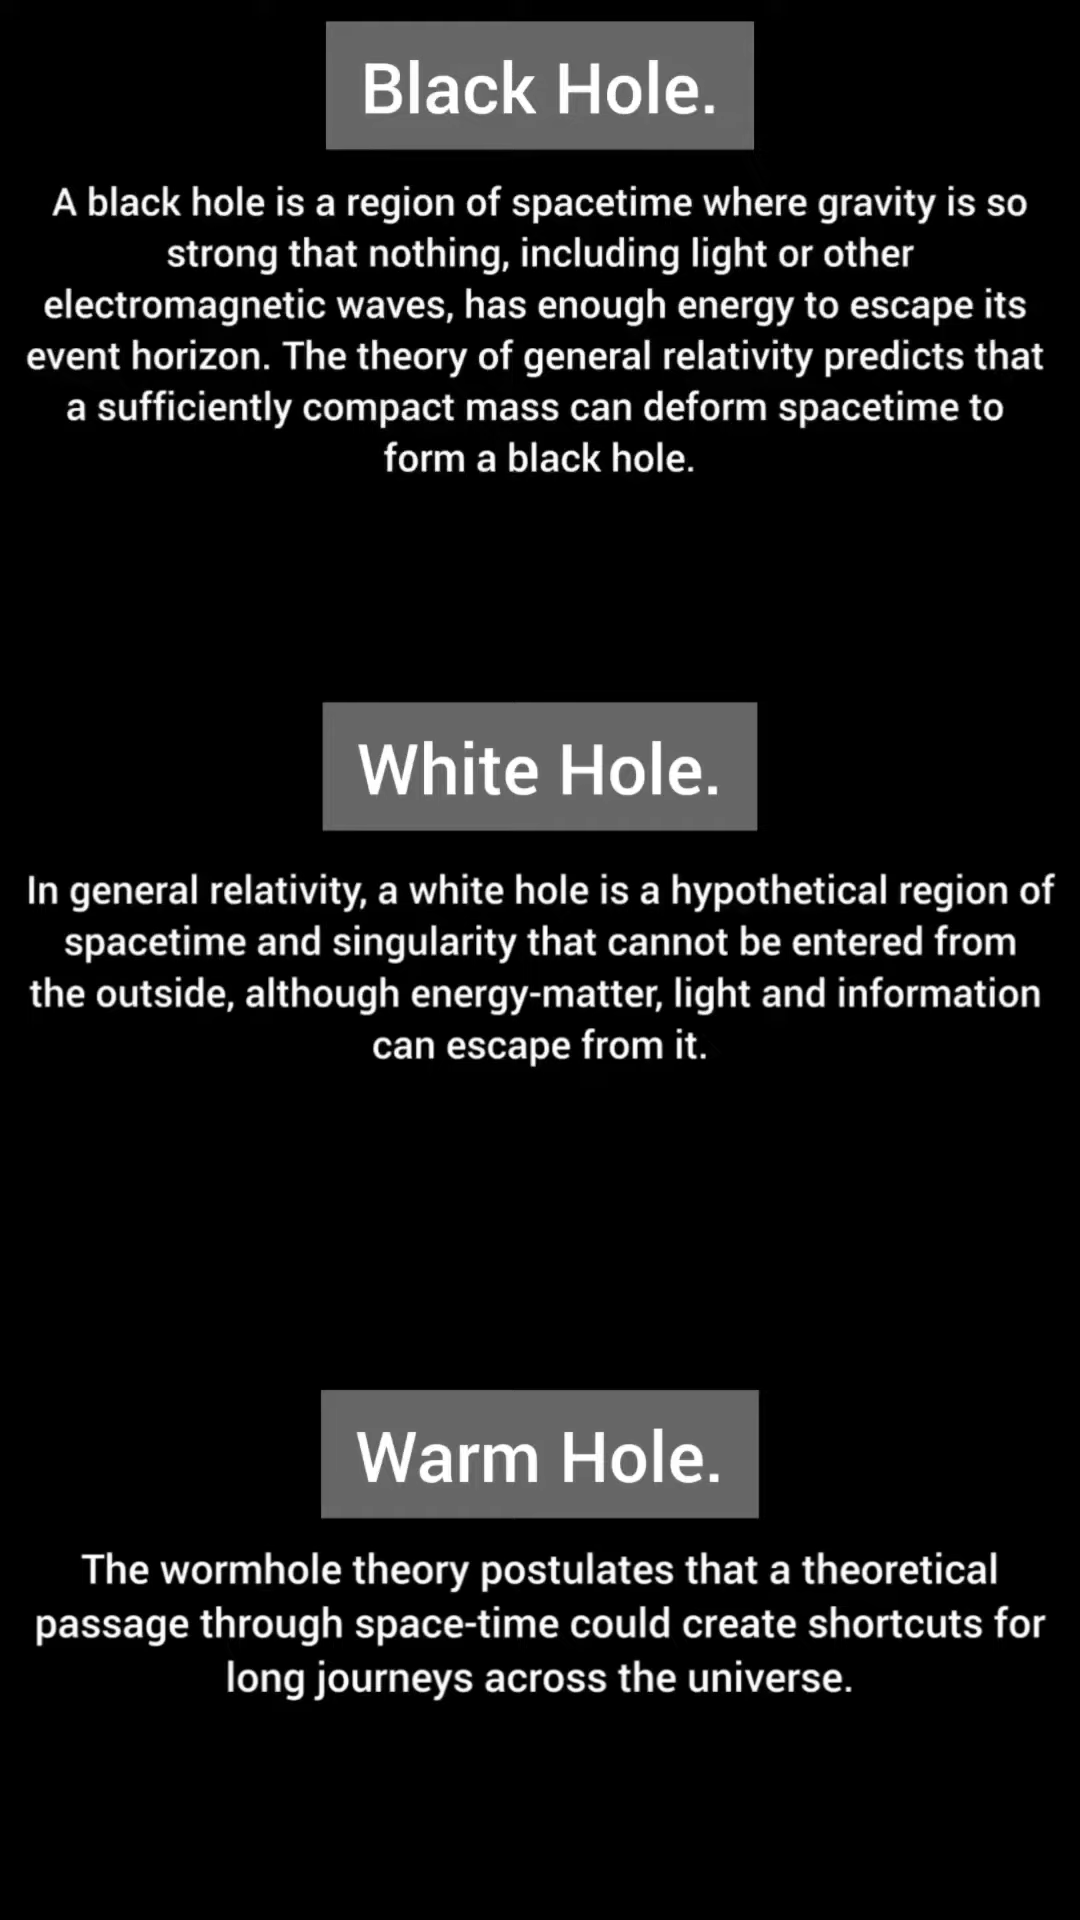 Black Hole.
A black hole is a region of spacetime where gravity is so
strong that nothing, including light or other
electromagnetic waves, has enough energy to escape its
event horizon. The theory of general relativity predicts that
a sufficiently compact mass can deform spacetime to
form a black hole.
White Hole.
In general relativity, a white hole is a hypothetical region of
spacetime and singularity that cannot be entered from
the outside, although energy-matter, light and information
can escape from it.
Warm Hole.
The wormhole theory postulates that a theoretical
passage through space-time could create shortcuts for
long journeys across the universe.